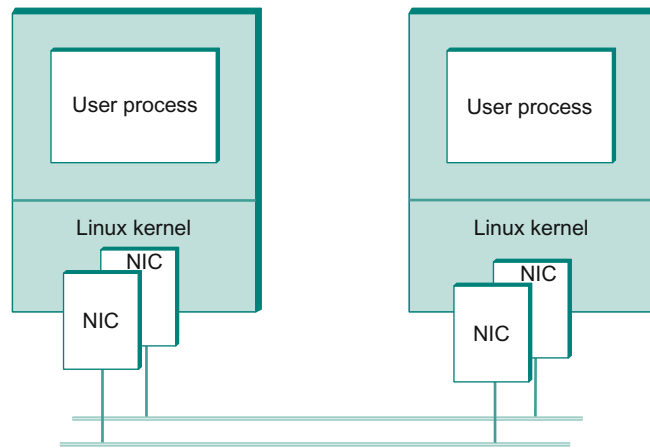 User process
User process
Linux kernel
Linux kernel
NIC
NIC
NIC
NIC